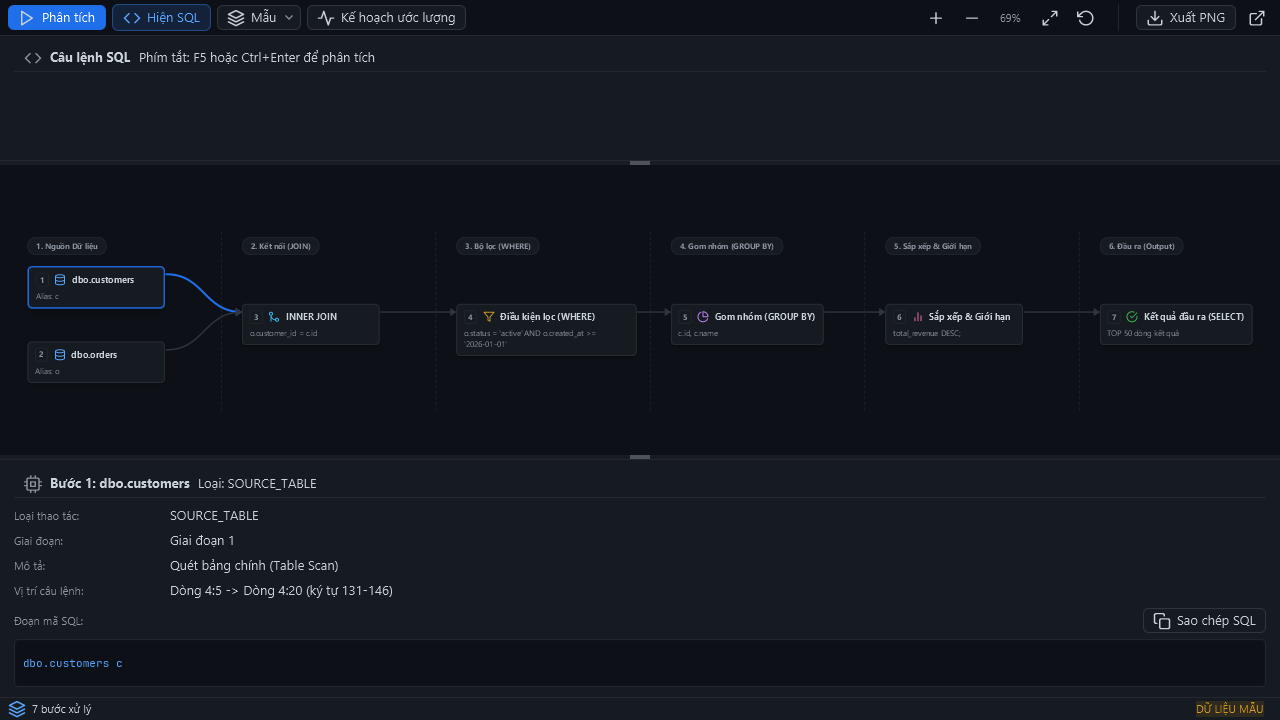 Phân tích
Hiện SQL
Mẫu
Kế hoạch ước lượng
69%
Xuất PNG
Câu lệnh SQL Phím tắt: F5 hoặc Ctrl+Enter để phân tích
1. Nguồn Dữ liệu
2. Kết nối (JOIN)
3. Bộ lọc (WHERE)
4. Gom nhóm (GROUP BY)
5. Sắp xếp & Giới hạn
6. Đầu ra (Output)
1 dbo.customers
Alias: c
2 dbo.orders
Alias: o
3 INNER JOIN
o.customer_id = c.id
4 Điều kiện lọc (WHERE)
o.status = 'active' AND o.created_at >=
'2026-01-01'
5 Gom nhóm (GROUP BY)
c.id, c.name
6 Sắp xếp & Giới hạn
total_revenue DESC;
7 Kết quả đầu ra (SELECT)
TOP 50 dòng kết quả
Bước 1: dbo.customers Loại: SOURCE_TABLE
Loại thao tác: SOURCE_TABLE
Giai đoạn: Giai đoạn 1
Mô tả: Quét bảng chính (Table Scan)
Vị trí câu lệnh: Dòng 4:5 -> Dòng 4:20 (ký tự 131-146)
Đoạn mã SQL:
Sao chép SQL
dbo.customers c
7 bước xử lý
DỮ LIỆU MẪU